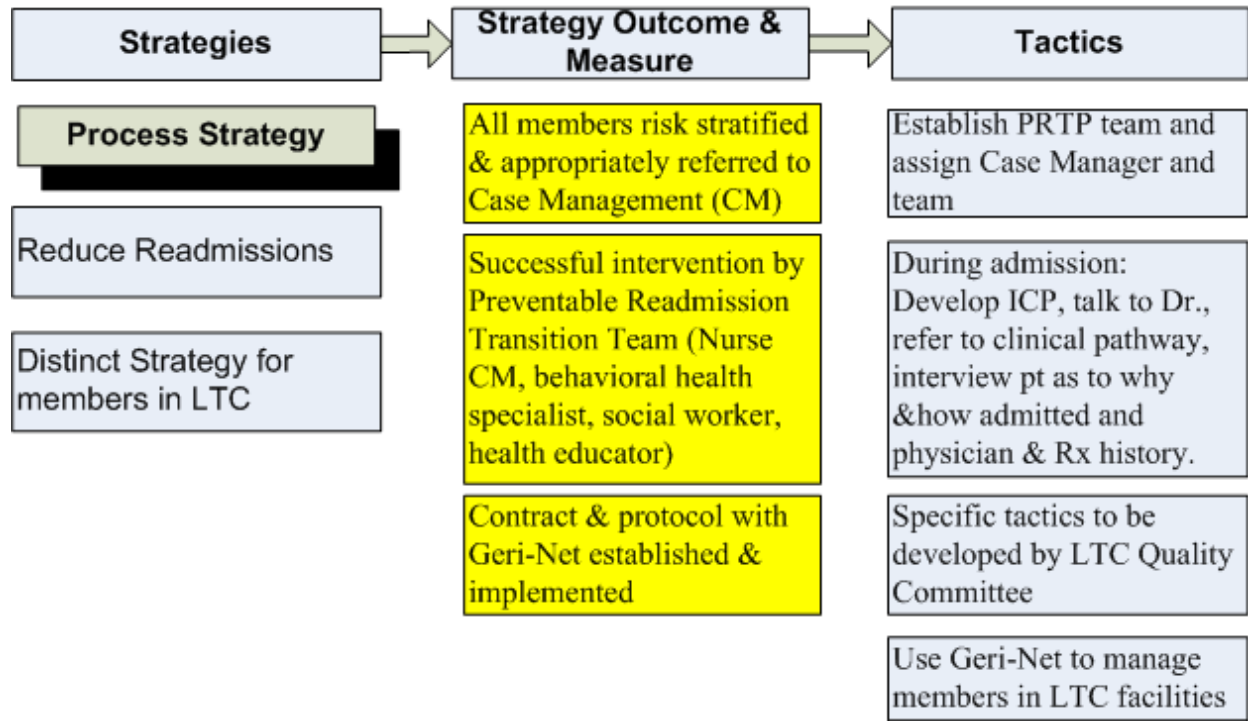 Strategies
Strategy Outcome &
Measure
Tactics
Process Strategy
Reduce Readmissions
Distinct Strategy for
members in LTC
All members risk stratified
& appropriately referred to
Case Management (CM)
Successful intervention by
Preventable Readmission
Transition Team (Nurse
CM, behavioral health
specialist, social worker,
health educator)
Contract & protocol with
Geri-Net established &
implemented
Establish PRTP team and
assign Case Manager and
team
During admission:
Develop ICP, talk to Dr.,
refer to clinical pathway,
interview pt as to why
&how admitted and
physician & Rx history.
Specific tactics to be
developed by LTC Quality
Committee
Use Geri-Net to manage
members in LTC facilities